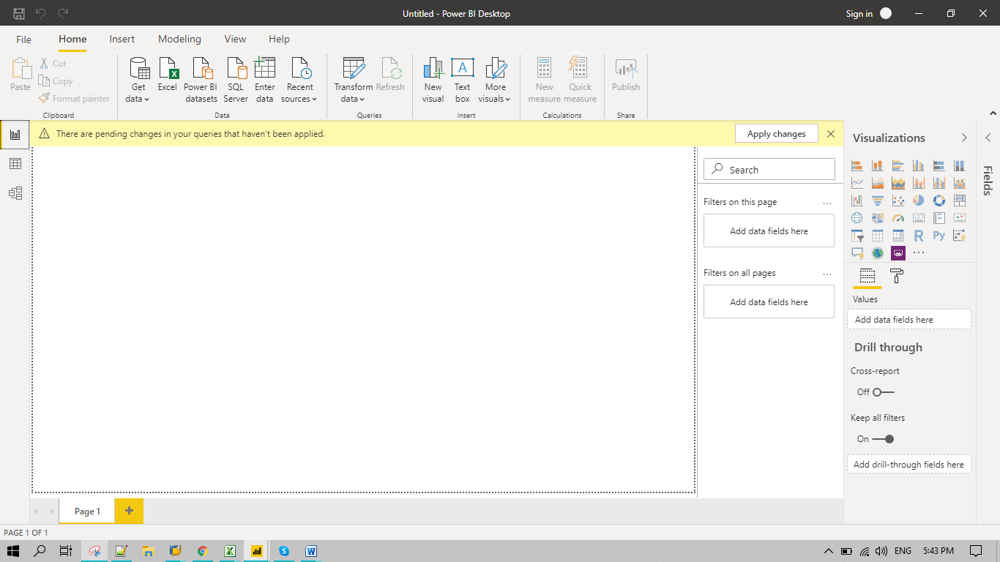 Untitled - Power BI Desktop
Sign in
File Home Insert Modeling View Help
Paste
Cut
Copy
Format painter
Clipboard
Get data
Excel
Power BI datasets
SQL Server
Enter data
Recent sources
Data
Transform data
Refresh
Queries
New visual
Text box
More visuals
Insert
New measure
Quick measure
Calculations
Publish
Share
There are pending changes in your queries that haven't been applied.
Apply changes
Search
Filters on this page
...
Add data fields here
Filters on all pages
...
Add data fields here
Visualizations
123
R
Py
...
Values
Add data fields here
Drill through
Cross-report
Off
Keep all filters
On
Add drill-through fields here
Fields
Page 1
+
PAGE 1 OF 1
ENG
5:43 PM